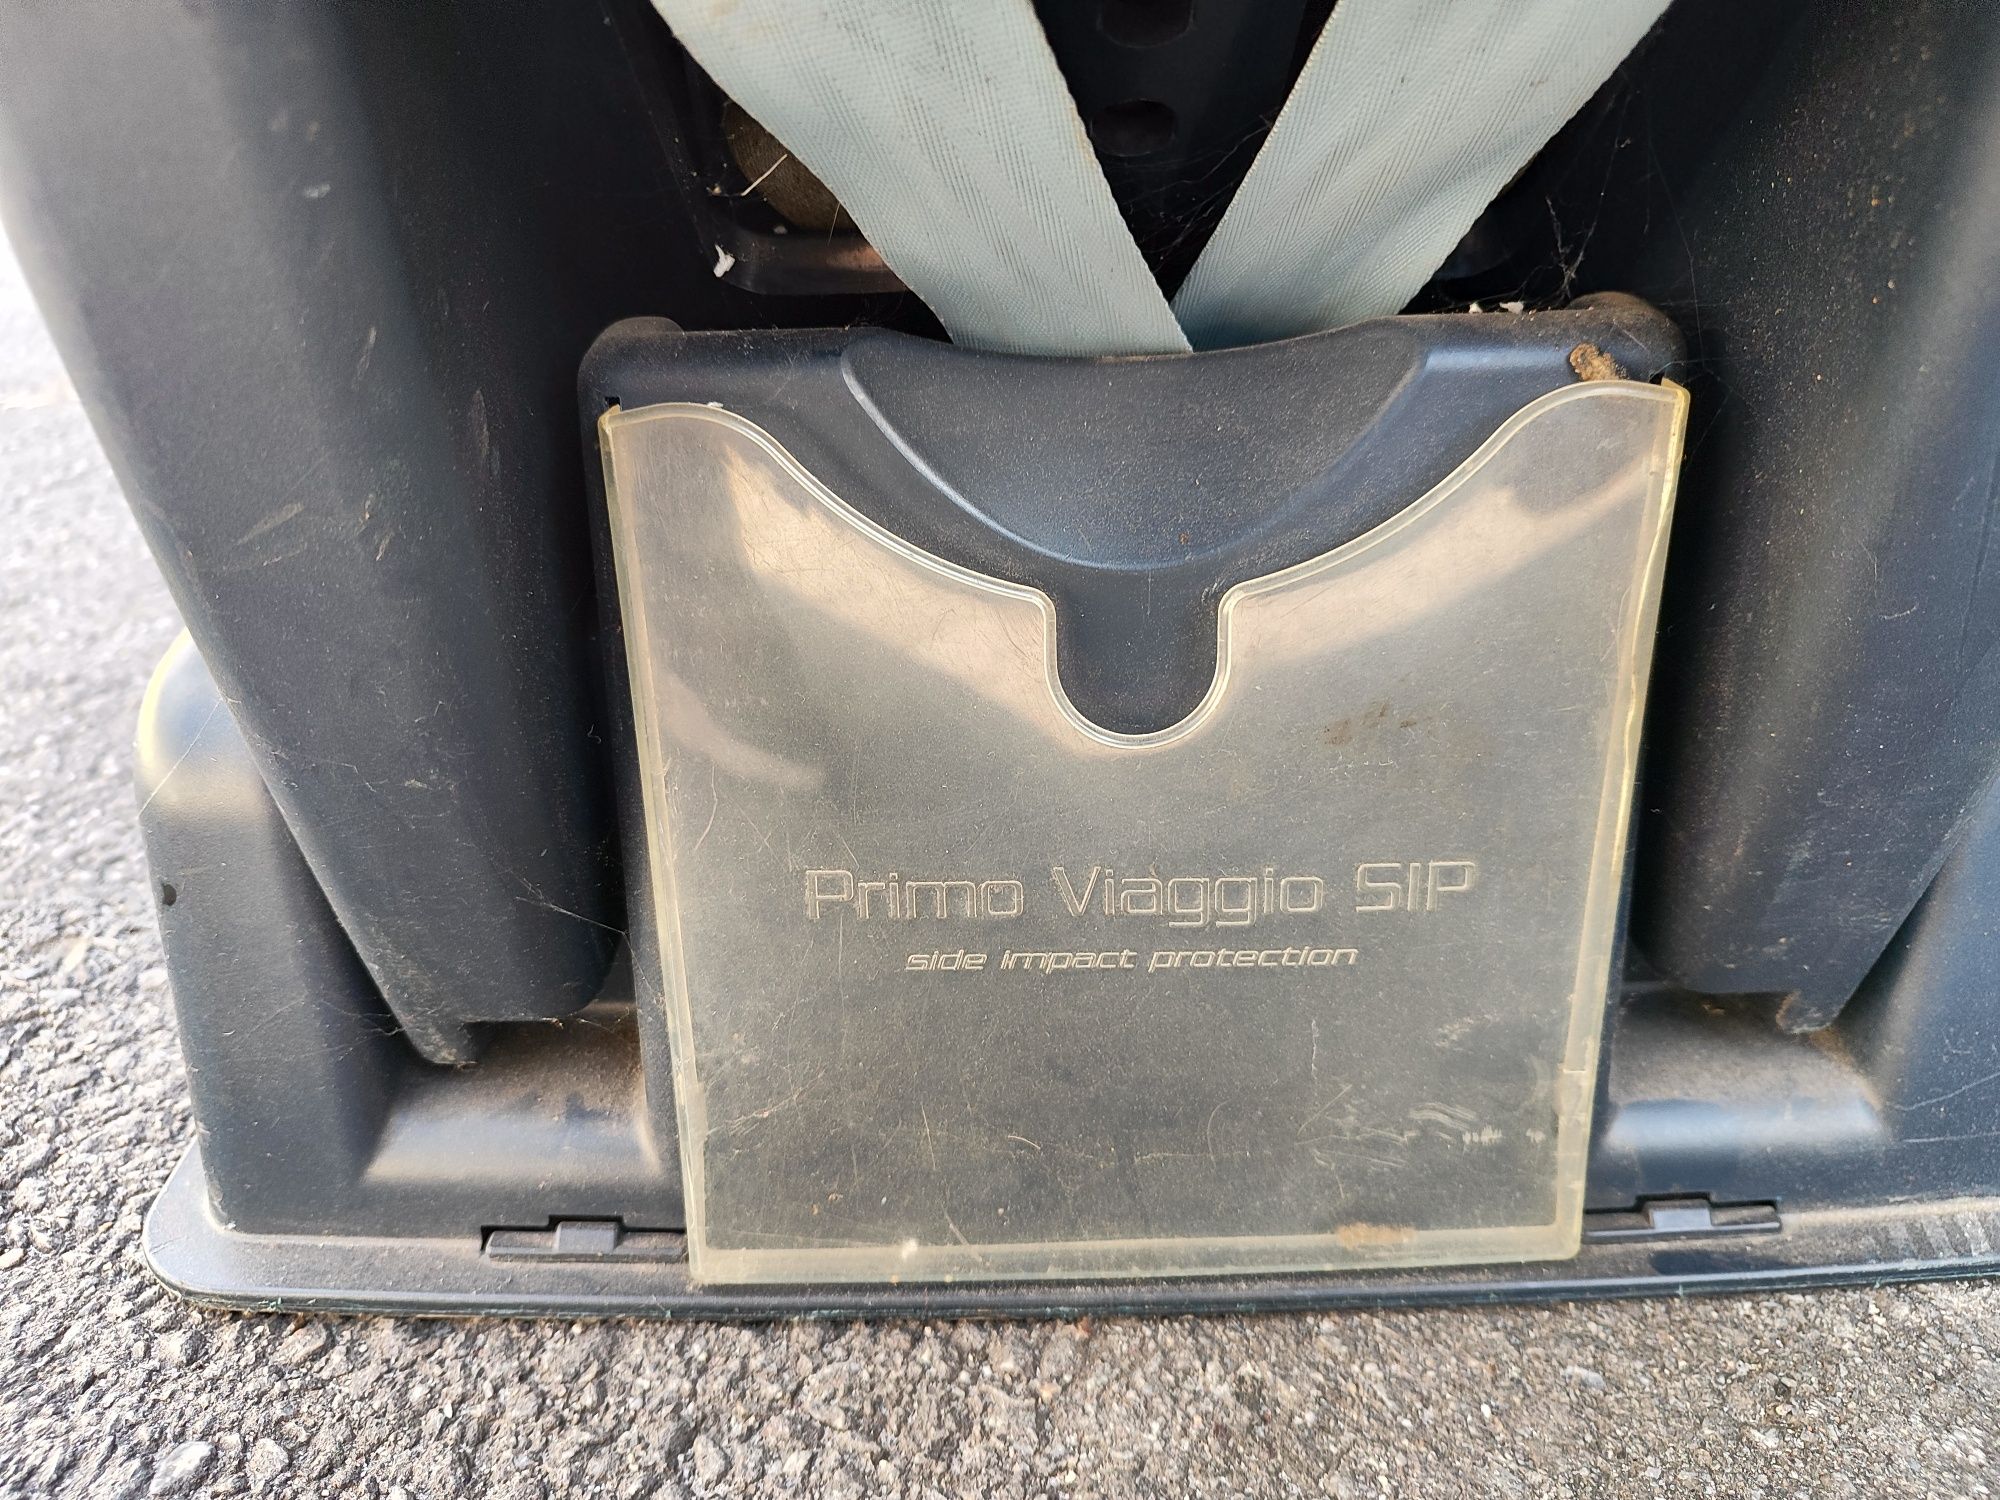 Primo Viaggio SIP
side impact protection